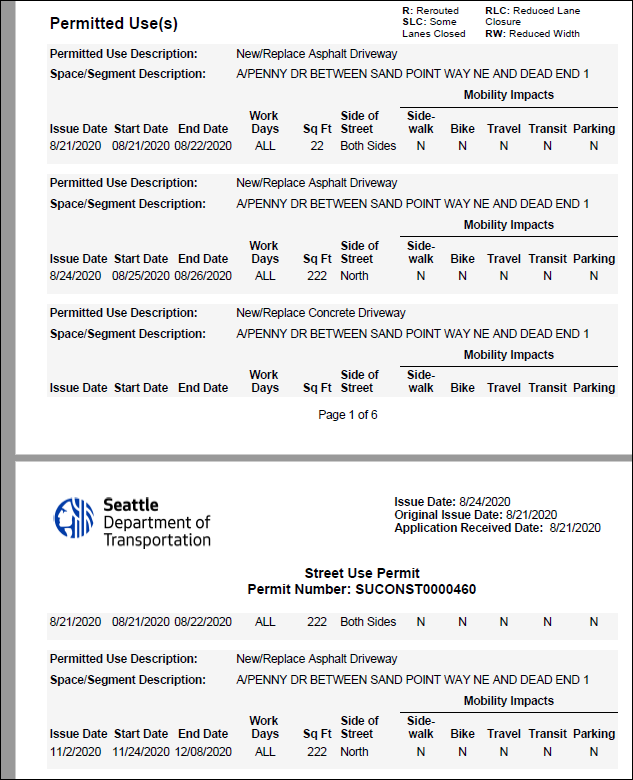 Permitted Use(s)
R: Rerouted
SLC: Some
Lanes Closed
RLC: Reduced Lane
Closure
RW: Reduced Width
Permitted Use Description: New/Replace Asphalt Driveway
Space/Segment Description: A/PENNY DR BETWEEN SAND POINT WAY NE AND DEAD END 1
Mobility Impacts
Work Side of Side-
Issue Date Start Date End Date Days Sq Ft Street walk Bike Travel Transit Parking
8/21/2020 08/21/2020 08/22/2020 ALL 22 Both Sides N N N N N
Permitted Use Description: New/Replace Asphalt Driveway
Space/Segment Description: A/PENNY DR BETWEEN SAND POINT WAY NE AND DEAD END 1
Mobility Impacts
Work Side of Side-
Issue Date Start Date End Date Days Sq Ft Street walk Bike Travel Transit Parking
8/24/2020 08/25/2020 08/26/2020 ALL 222 North N N N N N
Permitted Use Description: New/Replace Concrete Driveway
Space/Segment Description: A/PENNY DR BETWEEN SAND POINT WAY NE AND DEAD END 1
Mobility Impacts
Work Side of Side-
Issue Date Start Date End Date Days Sq Ft Street walk Bike Travel Transit Parking
Page 1 of 6
Seattle
Department of
Transportation
Issue Date: 8/24/2020
Original Issue Date: 8/21/2020
Application Received Date: 8/21/2020
Street Use Permit
Permit Number: SUCONST0000460
8/21/2020 08/21/2020 08/22/2020 ALL 222 Both Sides N N N N N
Permitted Use Description: New/Replace Asphalt Driveway
Space/Segment Description: A/PENNY DR BETWEEN SAND POINT WAY NE AND DEAD END 1
Mobility Impacts
Work Side of Side-
Issue Date Start Date End Date Days Sq Ft Street walk Bike Travel Transit Parking
11/2/2020 11/24/2020 12/08/2020 ALL 222 North N N N N N